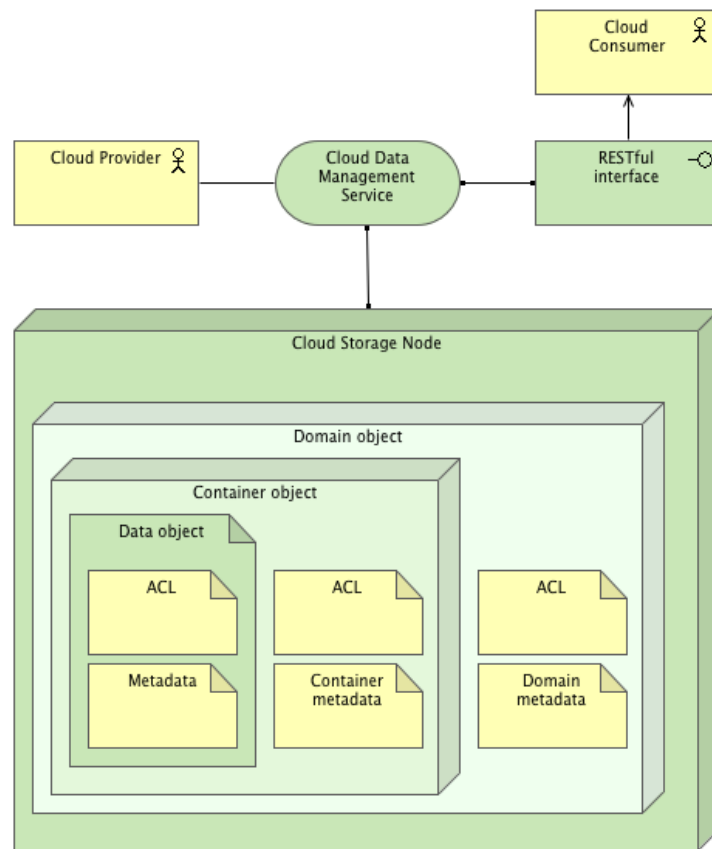 Cloud
Consumer
Cloud Provider
Cloud Data
Management
Service
RESTful
interface
Cloud Storage Node
Domain object
Container object
Data object
ACL
ACL
ACL
Metadata
Container
metadata
Domain
metadata